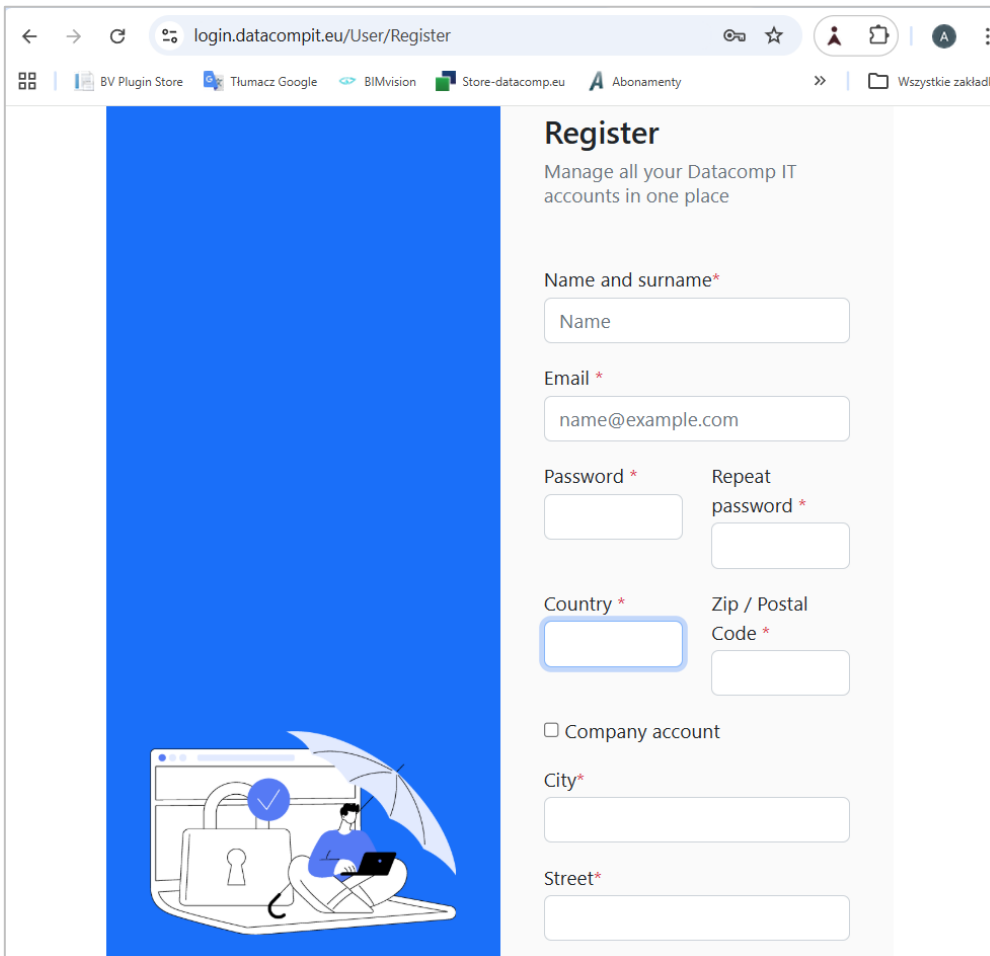 login.datacompit.eu/User/Register
A
BV Plugin Store Tłumacz Google BIMvision Store-datacomp.eu Abonamenty » Wszystkie zakład
Register
Manage all your Datacomp IT
accounts in one place
Name and surname*
Name
Email *
name@example.com
Password *
Repeat
password *
Country *
Zip / Postal
Code *
Company account
City*
Street*